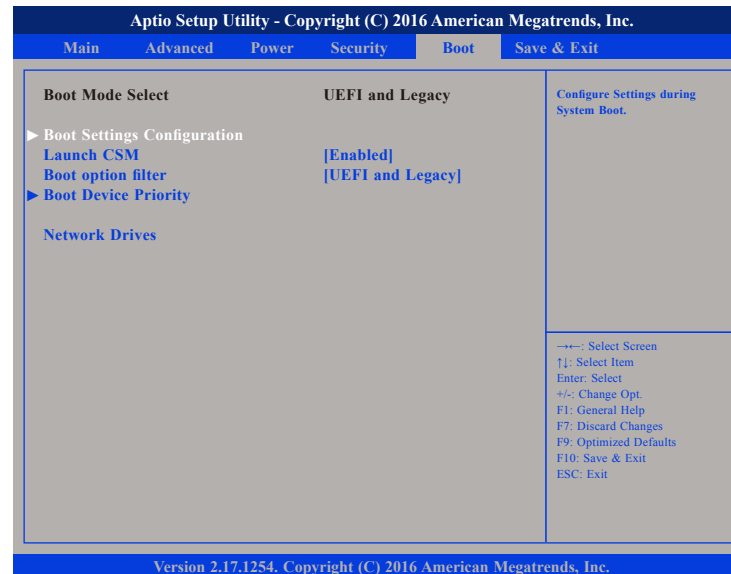 Aptio Setup Utility - Copyright (C) 2016 American Megatrends, Inc.
Main Advanced Power Security Boot Save & Exit
Boot Mode Select UEFI and Legacy
▶ Boot Settings Configuration
Launch CSM [Enabled]
Boot option filter [UEFI and Legacy]
▶ Boot Device Priority
Network Drives
Configure Settings during
System Boot.
→←: Select Screen
↑↓: Select Item
Enter: Select
+/-: Change Opt.
F1: General Help
F7: Discard Changes
F9: Optimized Defaults
F10: Save & Exit
ESC: Exit
Version 2.17.1254. Copyright (C) 2016 American Megatrends, Inc.